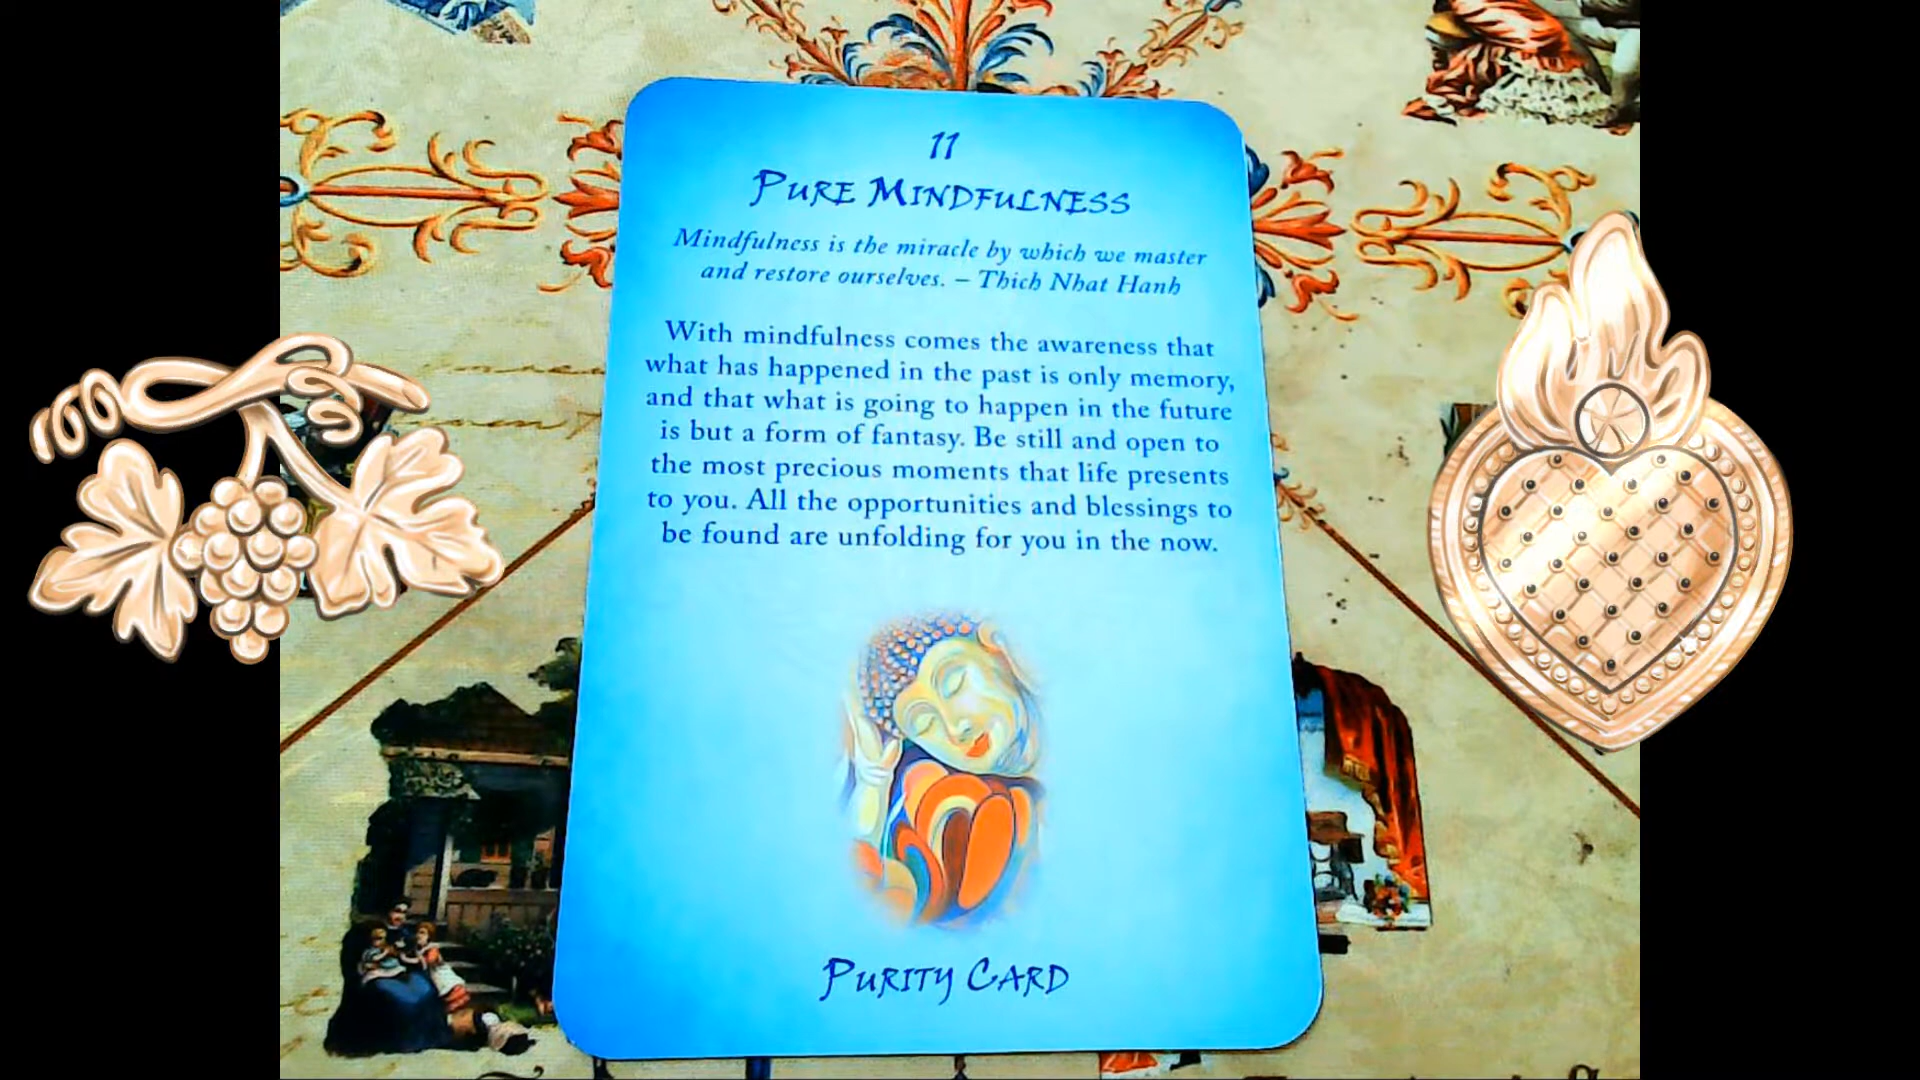 11
PURE MINDFULNESS
Mindfulness is the miracle by which we master
and restore ourselves. – Thich Nhat Hanh
With mindfulness comes the awareness that
what has happened in the past is only memory,
and that what is going to happen in the future
is but a form of fantasy. Be still and open to
the most precious moments that life presents
to you. All the opportunities and blessings to
be found are unfolding for you in the now.
PURITY CARD